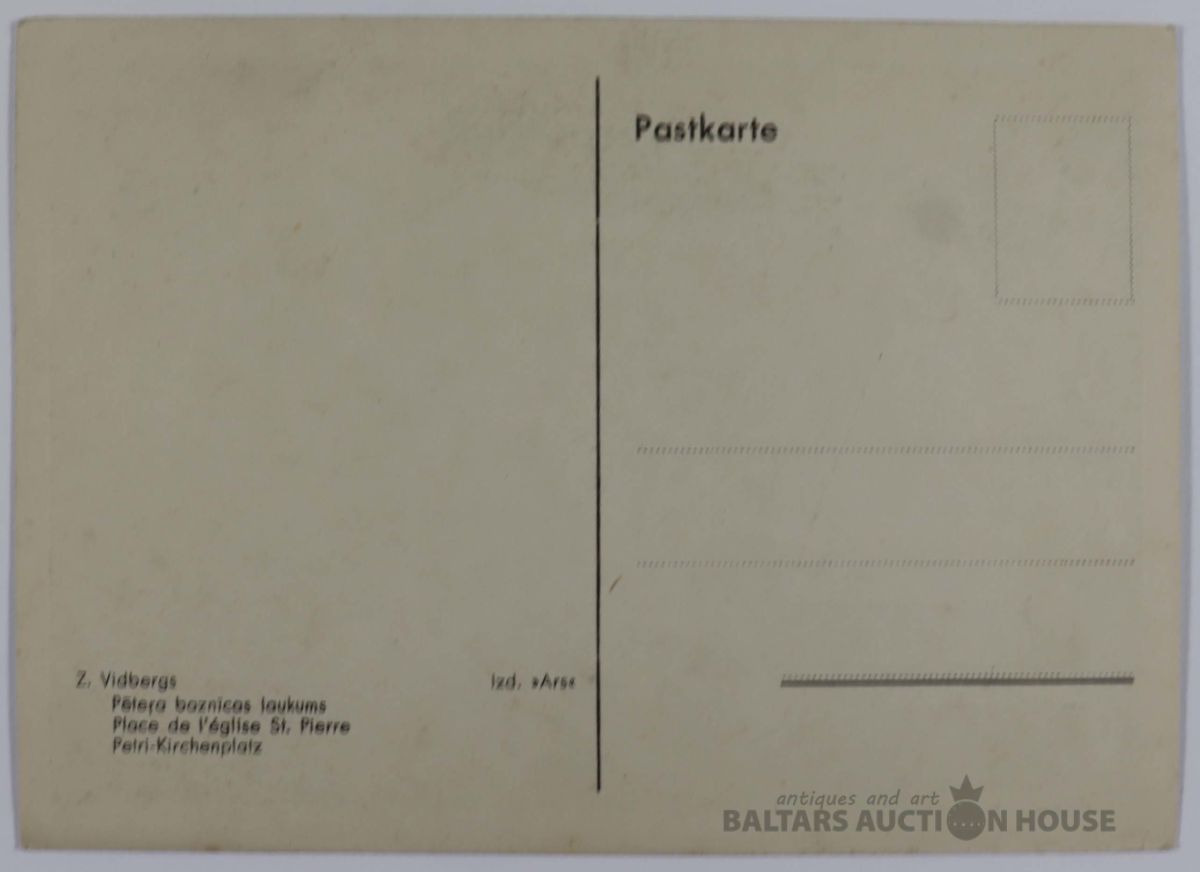 Pastkarte
Z. Vidbergs
Izd. »Ars«
Pētera baznīcas laukums
Place de l'église St. Pierre
Petri-Kirchenplatz
antiques and art
BALTARS AUCTION HOUSE